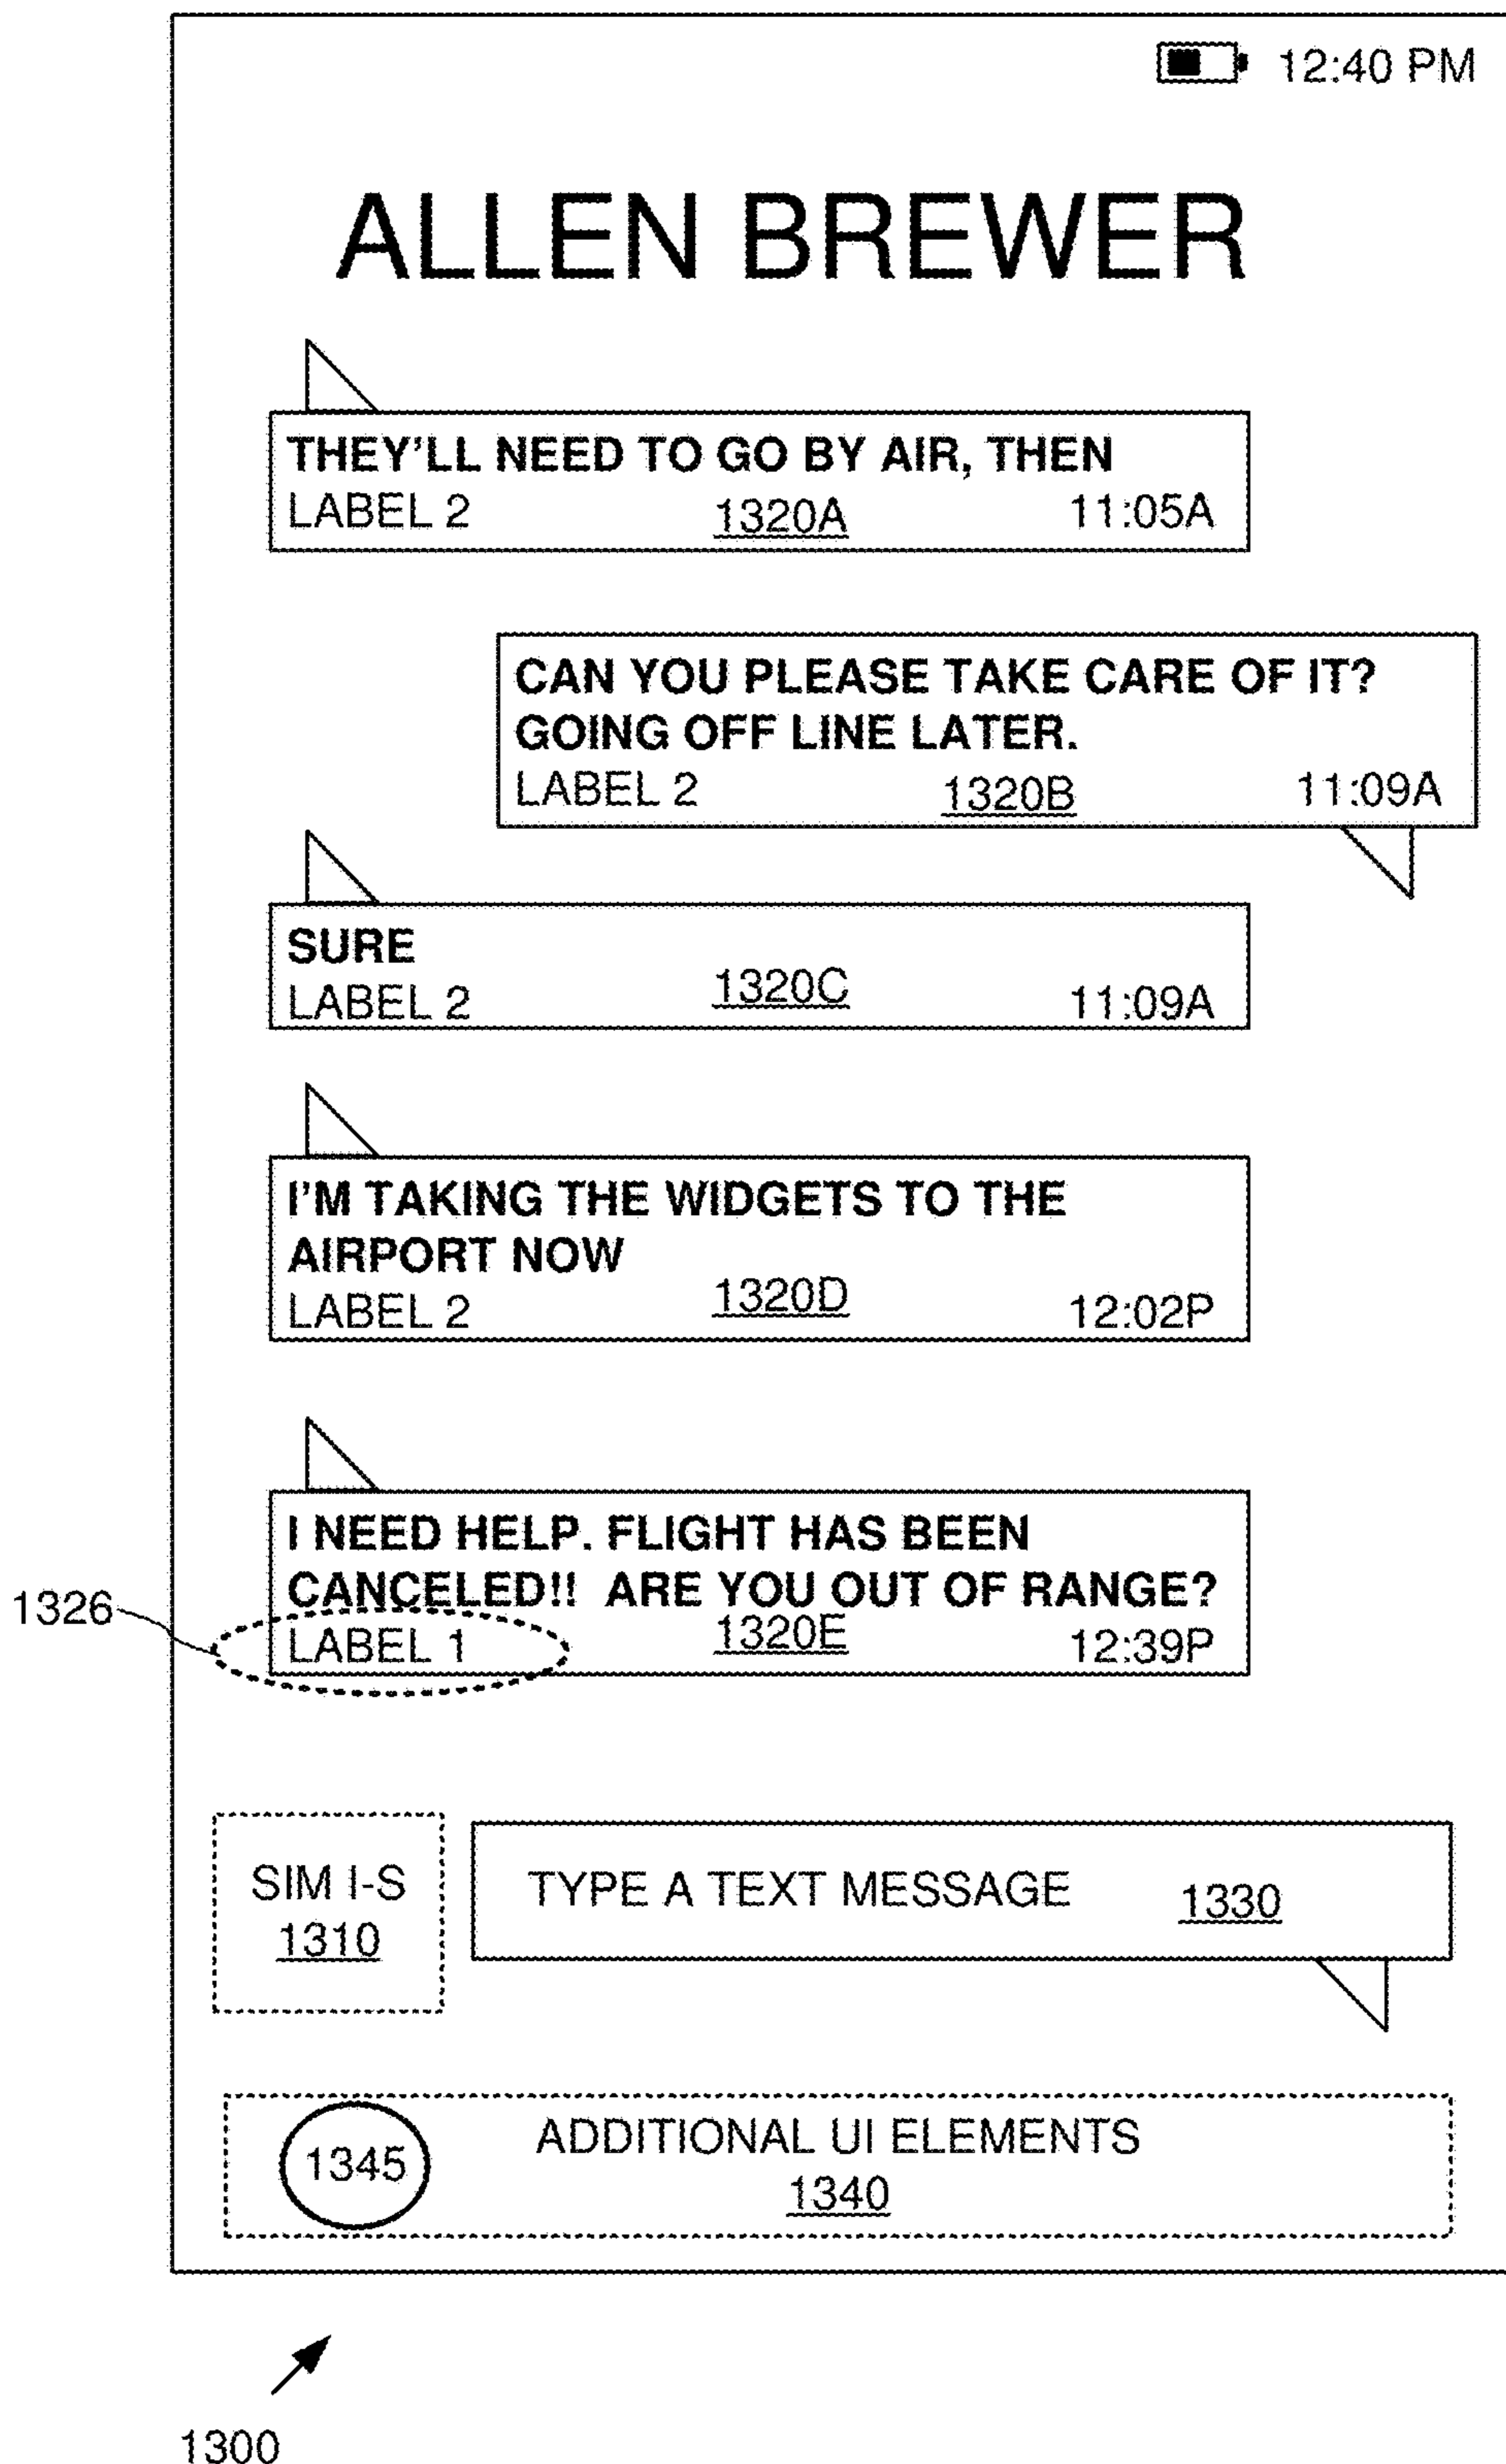 12:40 PM
ALLEN BREWER
THEY'LL NEED TO GO BY AIR, THEN
LABEL 2 1320A 11:05A
CAN YOU PLEASE TAKE CARE OF IT?
GOING OFF LINE LATER.
LABEL 2 1320B 11:09A
SURE
LABEL 2 1320C 11:09A
I'M TAKING THE WIDGETS TO THE
AIRPORT NOW
LABEL 2 1320D 12:02P
I NEED HELP. FLIGHT HAS BEEN
CANCELED!! ARE YOU OUT OF RANGE?
1326
LABEL 1 1320E 12:39P
SIM I-S
1310
TYPE A TEXT MESSAGE 1330
1345
ADDITIONAL UI ELEMENTS
1340
1300